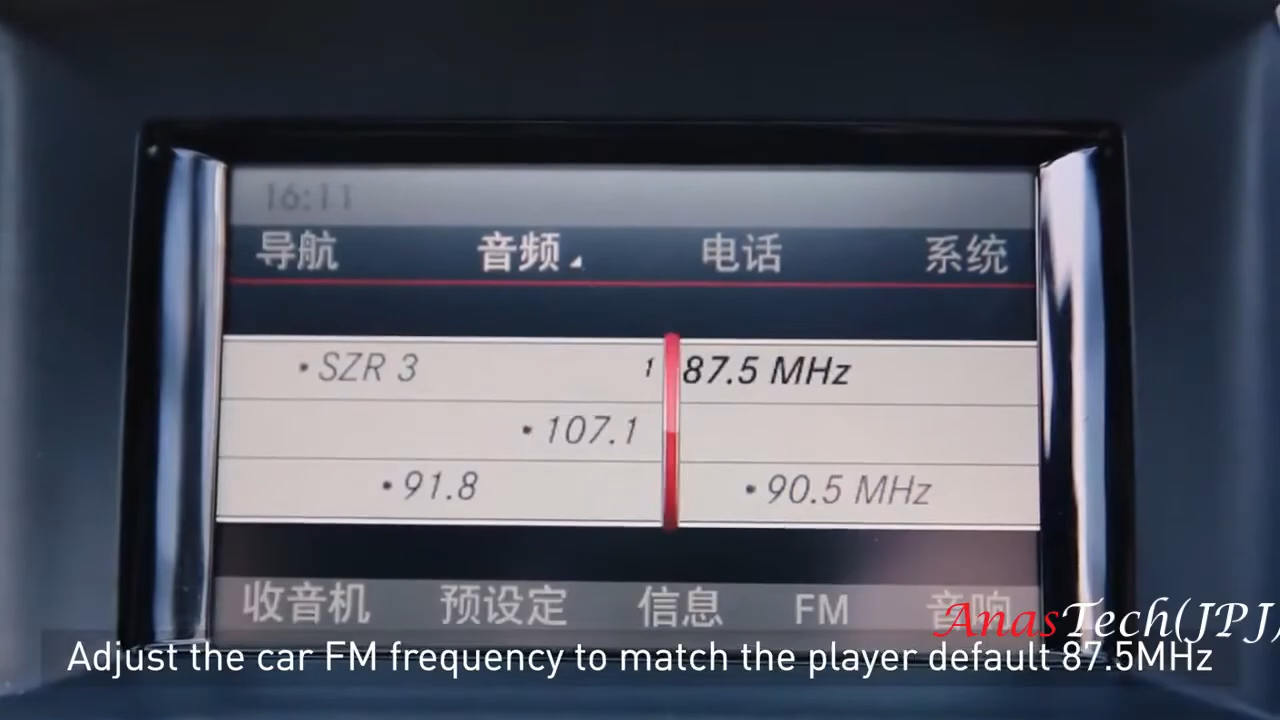 16:11
导航 音频 电话 系统
• SZR 3 1 87.5 MHz
• 107.1
• 91.8 • 90.5 MHz
收音机 预设定 信息 FM 音响
AnasTech(JPJ)
Adjust the car FM frequency to match the player default 87.5MHz